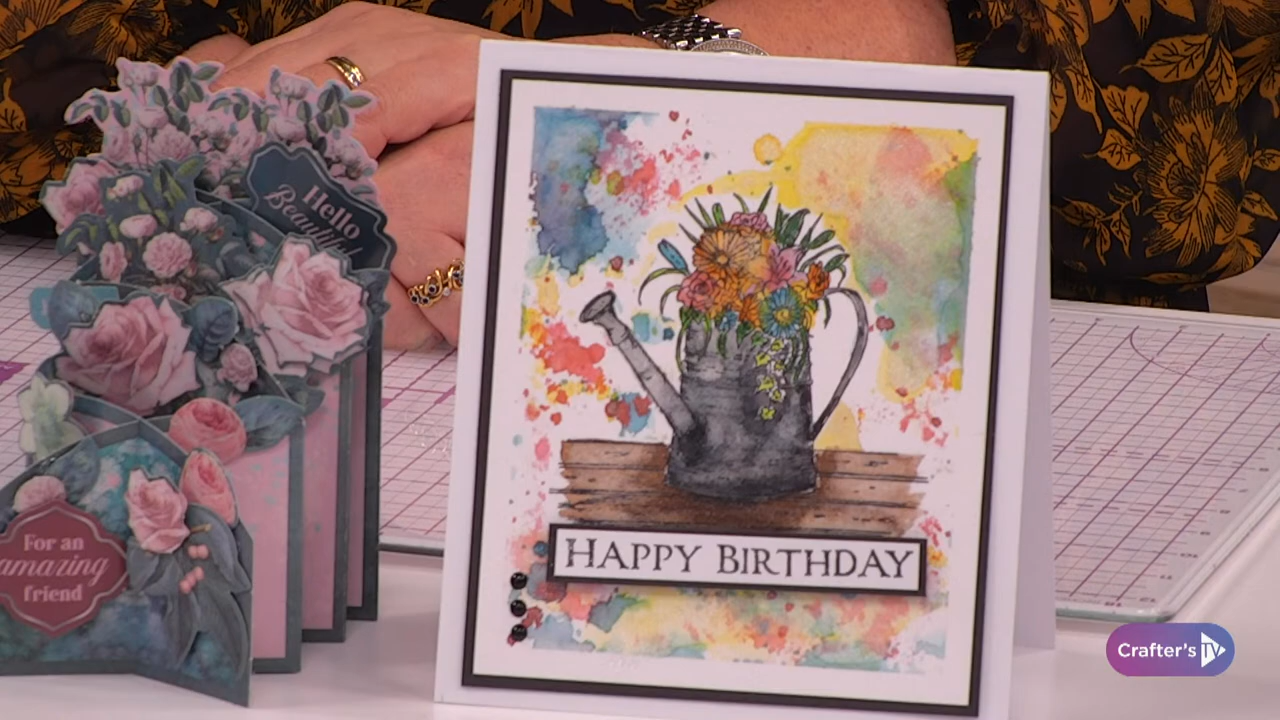 Hello
Beautiful
For an
amazing
friend
HAPPY BIRTHDAY
Crafter's TV